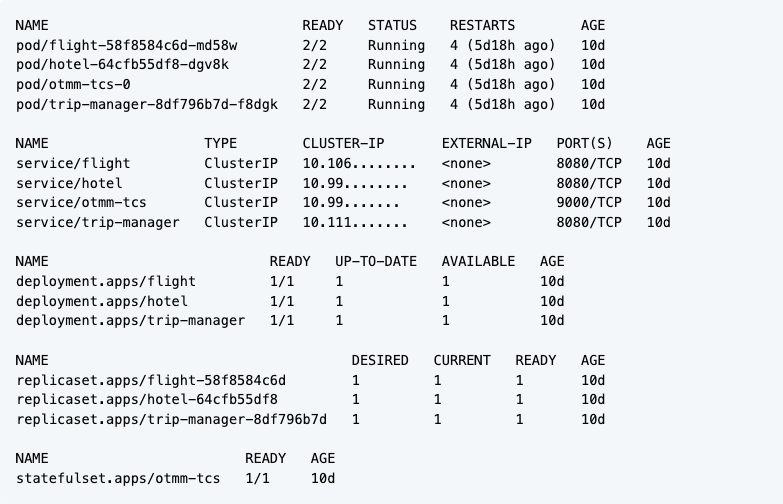 NAME READY STATUS RESTARTS AGE
pod/flight-58f8584c6d-md58w 2/2 Running 4 (5d18h ago) 10d
pod/hotel-64cfb55df8-dgv8k 2/2 Running 4 (5d18h ago) 10d
pod/otmm-tcs-0 2/2 Running 4 (5d18h ago) 10d
pod/trip-manager-8df796b7d-f8dgk 2/2 Running 4 (5d18h ago) 10d
NAME TYPE CLUSTER-IP EXTERNAL-IP PORT(S) AGE
service/flight ClusterIP 10.106........ <none> 8080/TCP 10d
service/hotel ClusterIP 10.99........ <none> 8080/TCP 10d
service/otmm-tcs ClusterIP 10.99....... <none> 9000/TCP 10d
service/trip-manager ClusterIP 10.111....... <none> 8080/TCP 10d
NAME READY UP-TO-DATE AVAILABLE AGE
deployment.apps/flight 1/1 1 1 10d
deployment.apps/hotel 1/1 1 1 10d
deployment.apps/trip-manager 1/1 1 1 10d
NAME DESIRED CURRENT READY AGE
replicaset.apps/flight-58f8584c6d 1 1 1 10d
replicaset.apps/hotel-64cfb55df8 1 1 1 10d
replicaset.apps/trip-manager-8df796b7d 1 1 1 10d
NAME READY AGE
statefulset.apps/otmm-tcs 1/1 10d